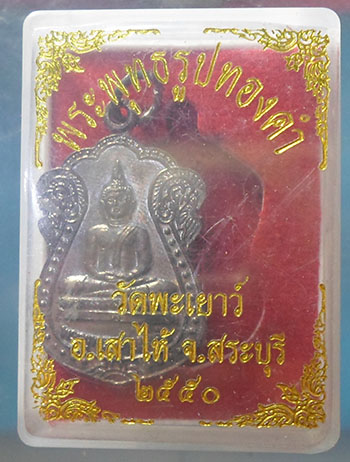 พระพุทธรูปทองคำ
วัดพะเยาว์
อ.เสาไห้ จ.สระบุรี
๒๕๕๐